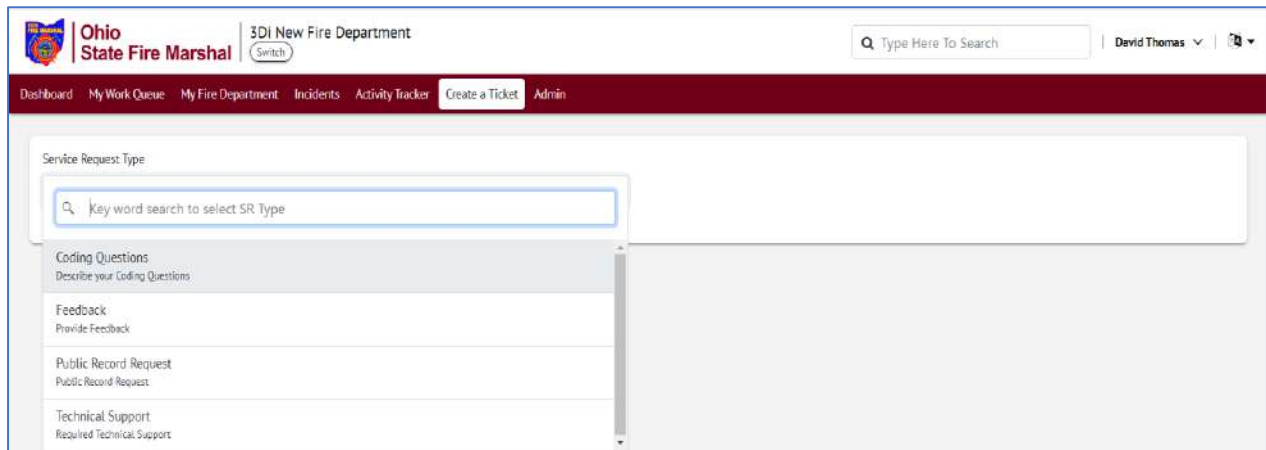 Ohio
State Fire Marshal
3Di New Fire Department
Switch
Type Here To Search
David Thomas
Dashboard My Work Queue My Fire Department Incidents Activity Tracker Create a Ticket Admin
Service Request Type
Key word search to select SR Type
Coding Questions
Describe your Coding Questions
Feedback
Provide Feedback
Public Record Request
Public Record Request
Technical Support
Required Technical Support